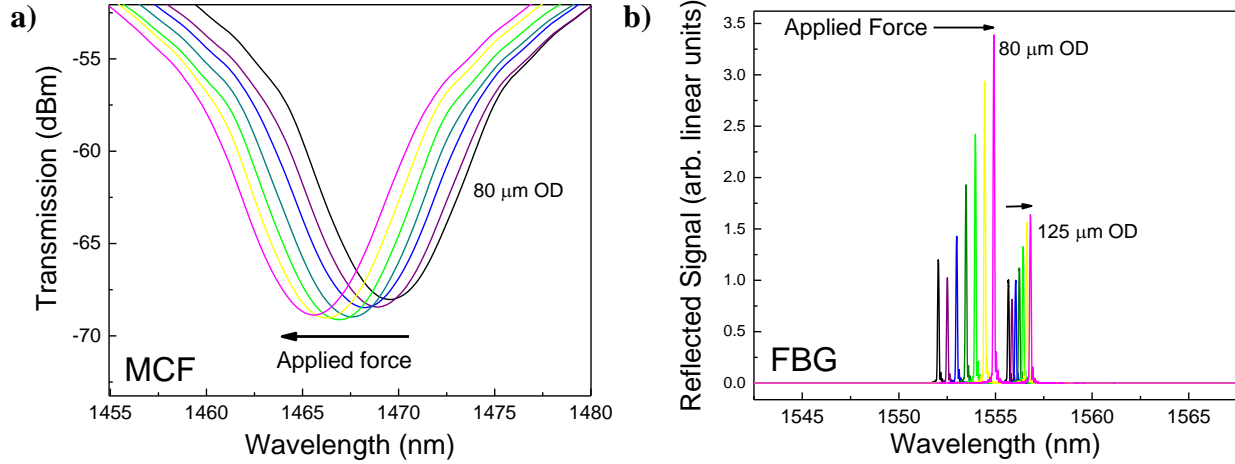 a)
Transmission (dBm)
-55
-60
-65
-70
80 μm OD
Applied force
MCF
1455 1460 1465 1470 1475 1480
Wavelength (nm)
b)
Reflected Signal (arb. linear units)
3.5
3.0
2.5
2.0
1.5
1.0
0.5
0.0
Applied Force
80 μm OD
125 μm OD
FBG
1545 1550 1555 1560 1565
Wavelength (nm)